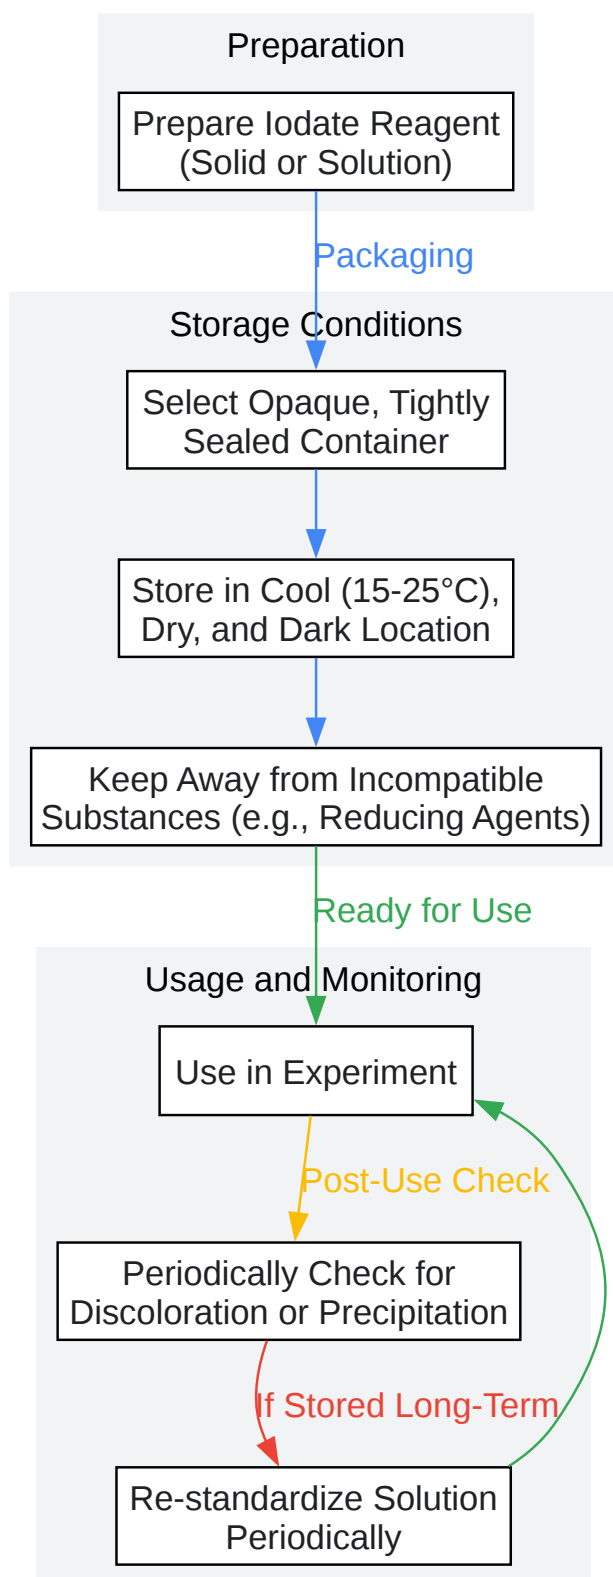 Preparation
Prepare Iodate Reagent
(Solid or Solution)
Packaging
Storage Conditions
Select Opaque, Tightly
Sealed Container
Store in Cool (15-25°C),
Dry, and Dark Location
Keep Away from Incompatible
Substances (e.g., Reducing Agents)
Ready for Use
Usage and Monitoring
Use in Experiment
Post-Use Check
Periodically Check for
Discoloration or Precipitation
If Stored Long-Term
Re-standardize Solution
Periodically